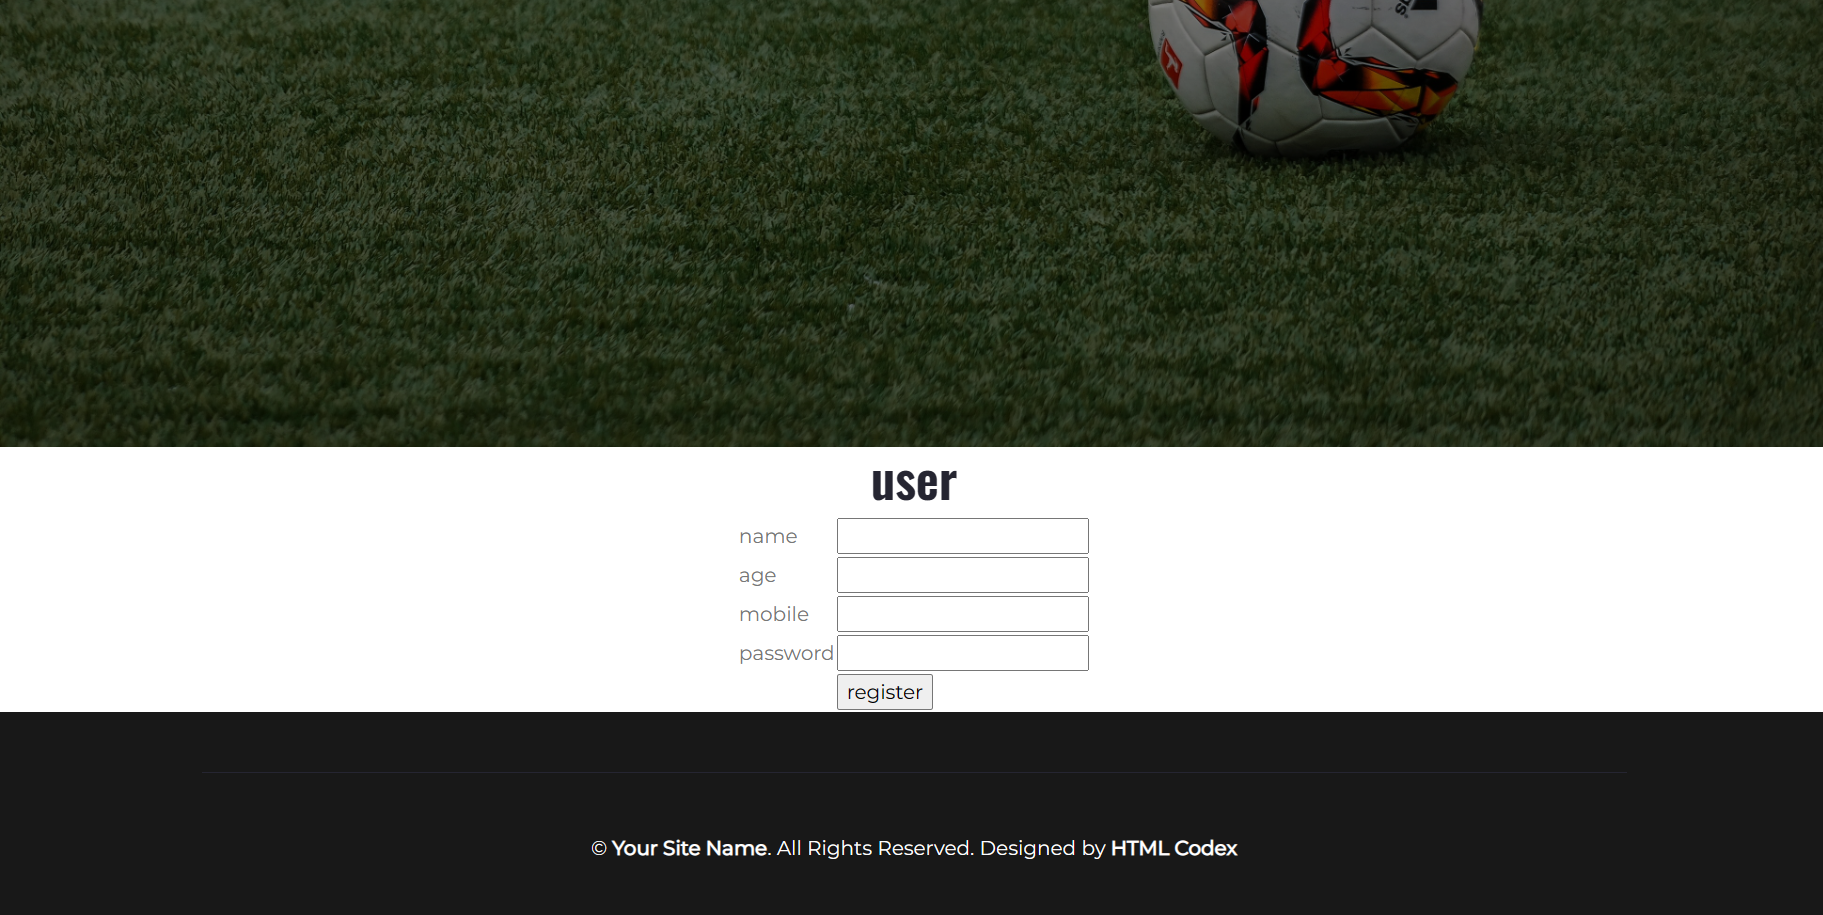 user
name
age
mobile
password
register
© Your Site Name. All Rights Reserved. Designed by HTML Codex